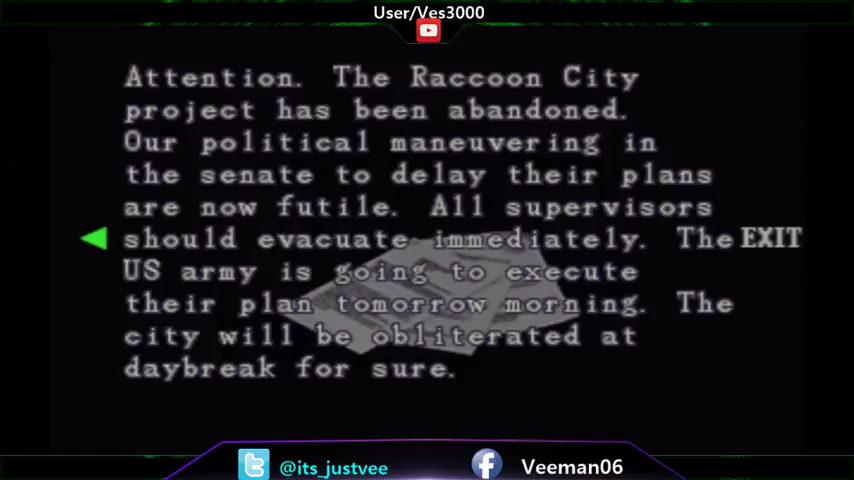 User/Ves3000
Attention. The Raccoon City
project has been abandoned.
Our political maneuvering in
the senate to delay their plans
are now futile. All supervisors
should evacuate immediately. The
EXIT
US army is going to execute
their plan tomorrow morning. The
city will be obliterated at
daybreak for sure.
@its_justvee
Veeman06